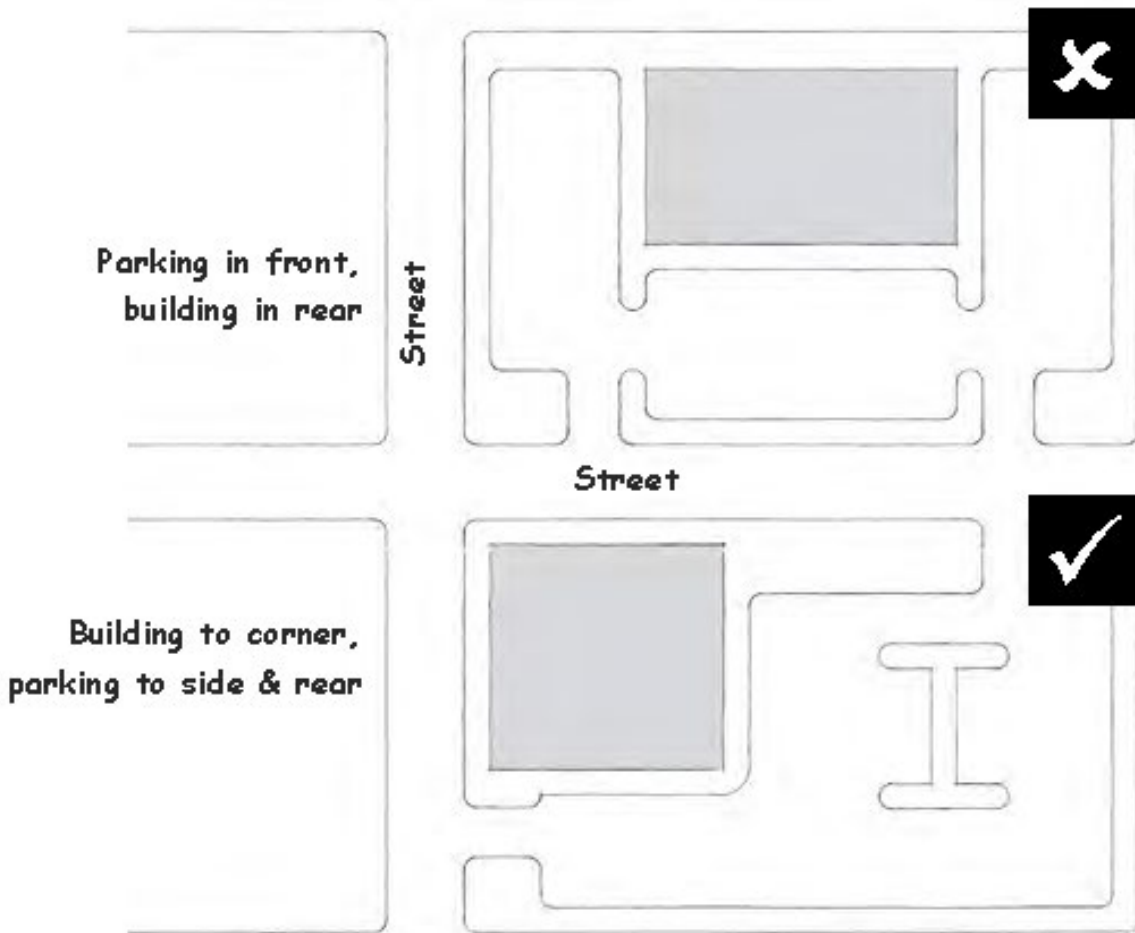 Parking in front,
building in rear
Street
Street
Building to corner,
parking to side & rear